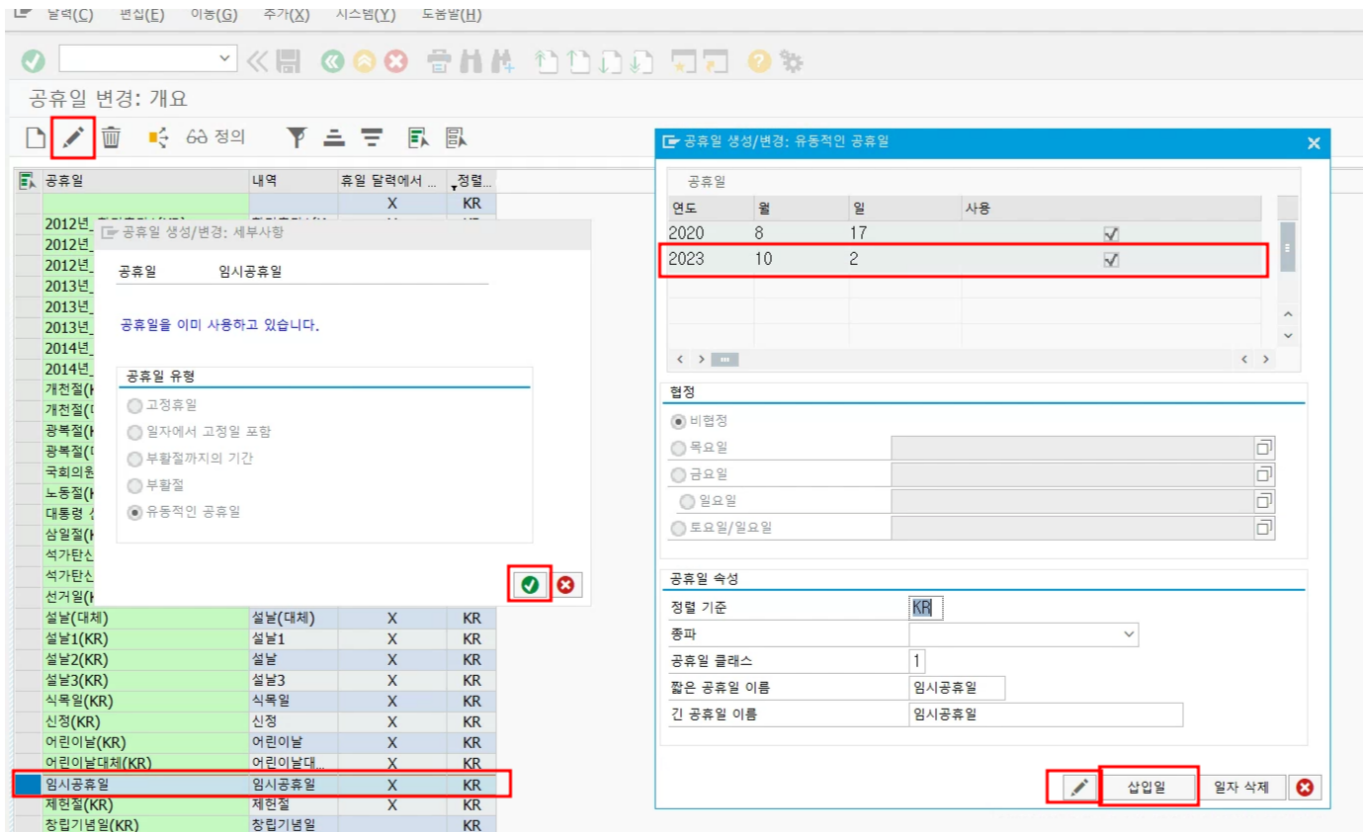 달력(C) 편집(E) 이동(G) 추가(X) 시스템(Y) 도움말(H)
공휴일 변경: 개요
정의
공휴일 내역 휴일 달력에서 ... 정렬...
X KR
2012년_
2012년_
2012년_
2013년_
2013년_
2013년_
2014년_
2014년_
개천절(
개천절(
광복절(
광복절(
국회의원
노동절(
대통령
삼일절(
석가탄신
석가탄신
선거일(
설날(대체) 설날(대체) X KR
설날1(KR) 설날1 X KR
설날2(KR) 설날 X KR
설날3(KR) 설날3 X KR
식목일(KR) 식목일 X KR
신정(KR) 신정 X KR
어린이날(KR) 어린이날 X KR
어린이날대체(KR) 어린이날대... X KR
임시공휴일 임시공휴일 X KR
제헌절(KR) 제헌절 X KR
창립기념일(KR) 창립기념일 KR
공휴일 생성/변경: 세부사항
공휴일 임시공휴일
공휴일을 이미 사용하고 있습니다.
공휴일 유형
고정휴일
일자에서 고정일 포함
부활절까지의 기간
부활절
유동적인 공휴일
공휴일 생성/변경: 유동적인 공휴일
공휴일
연도 월 일 사용
2020 8 17
2023 10 2
협정
비협정
목요일
금요일
일요일
토요일/일요일
공휴일 속성
정렬 기준 KR
종파
공휴일 클래스 1
짧은 공휴일 이름 임시공휴일
긴 공휴일 이름 임시공휴일
삽입일 일자 삭제